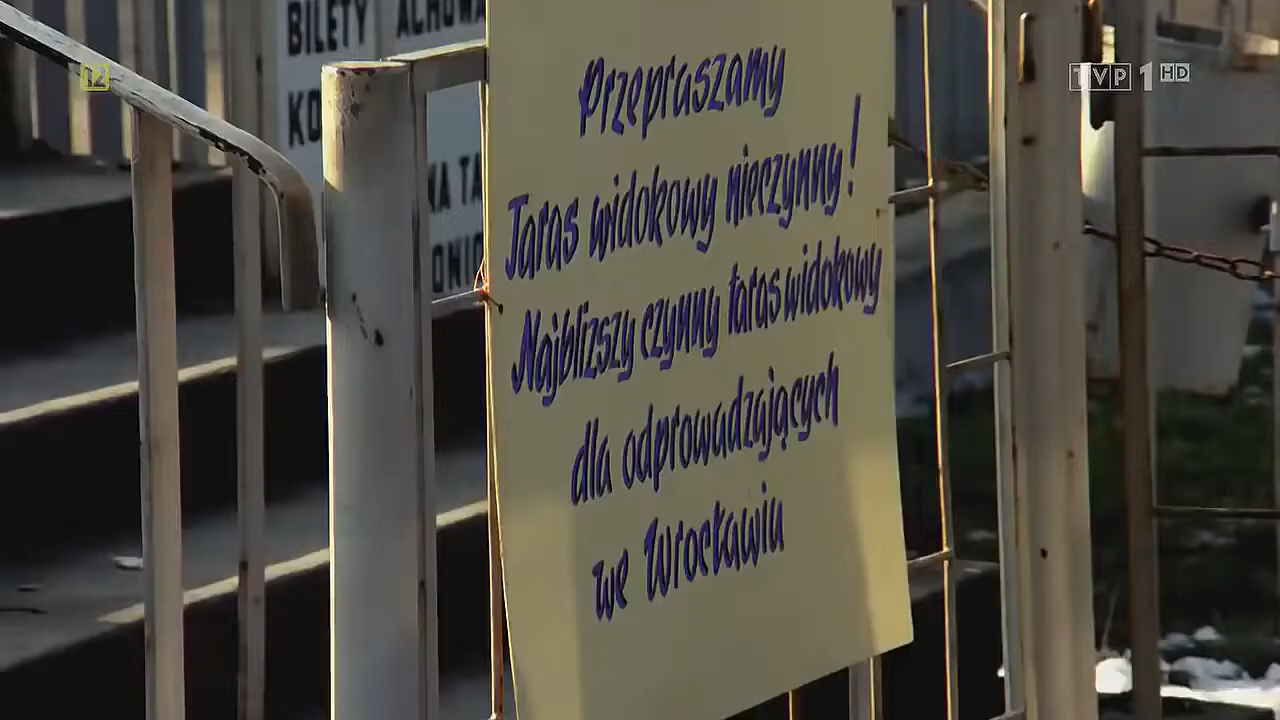 BILETY
12
TVP 1 HD
Przepraszamy
Taras widokowy nieczynny!
Najbliższy czynny taras widokowy
dla odprowadzających
we Wrocławiu